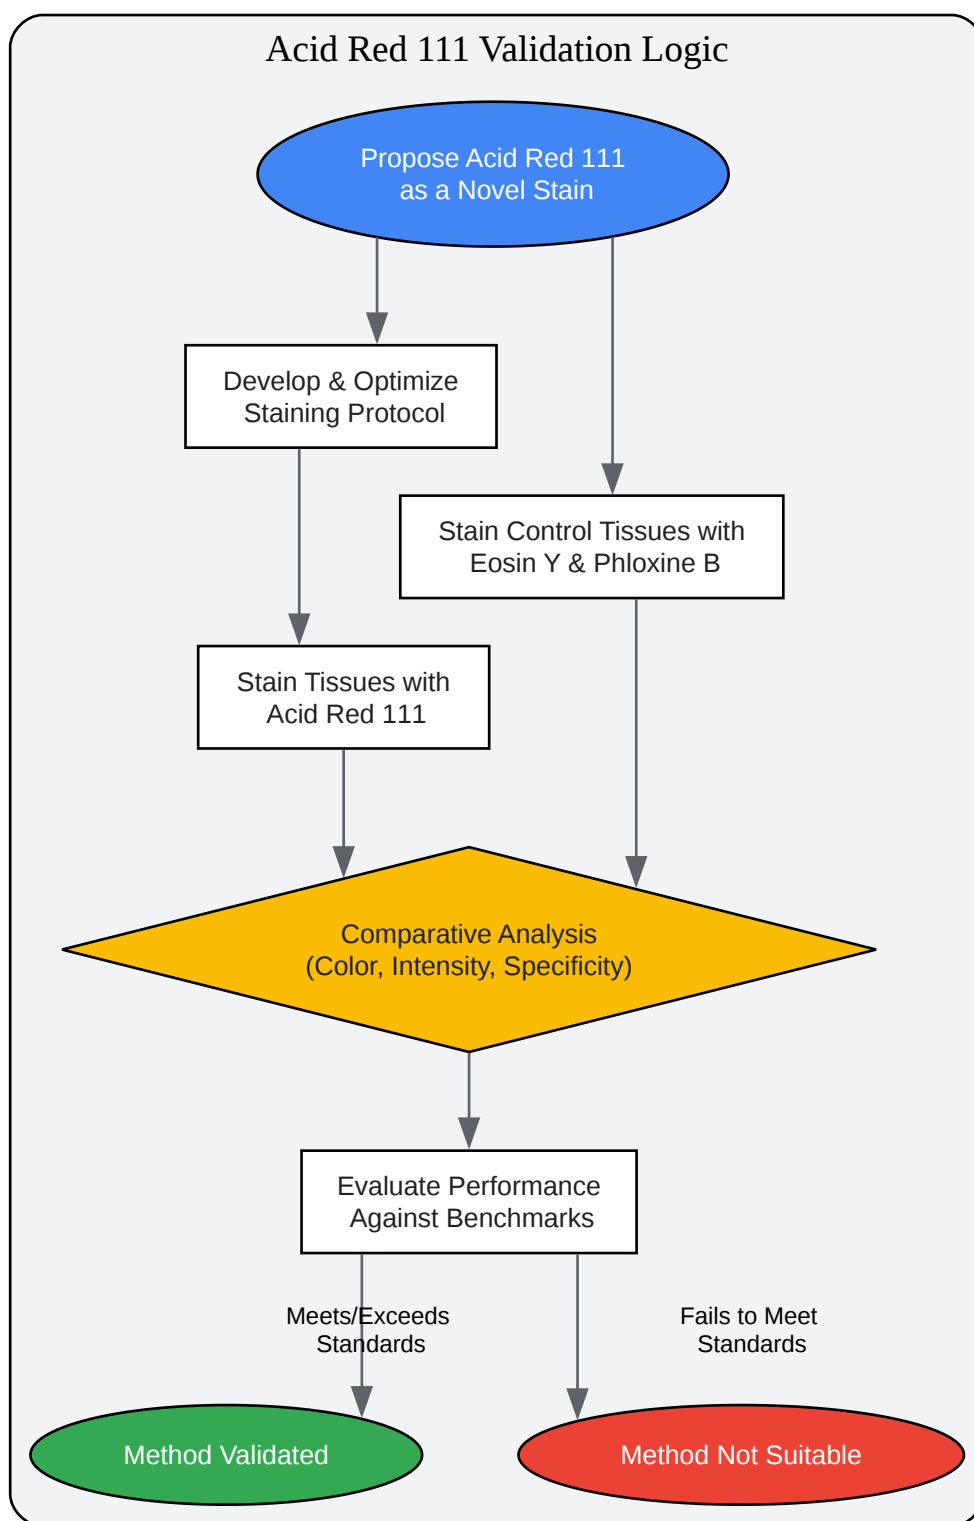 Acid Red 111 Validation Logic
Propose Acid Red 111
as a Novel Stain
Develop & Optimize
Staining Protocol
Stain Control Tissues with
Eosin Y & Phloxine B
Stain Tissues with
Acid Red 111
Comparative Analysis
(Color, Intensity, Specificity)
Evaluate Performance
Against Benchmarks
Meets/Exceeds
Standards
Fails to Meet
Standards
Method Validated
Method Not Suitable